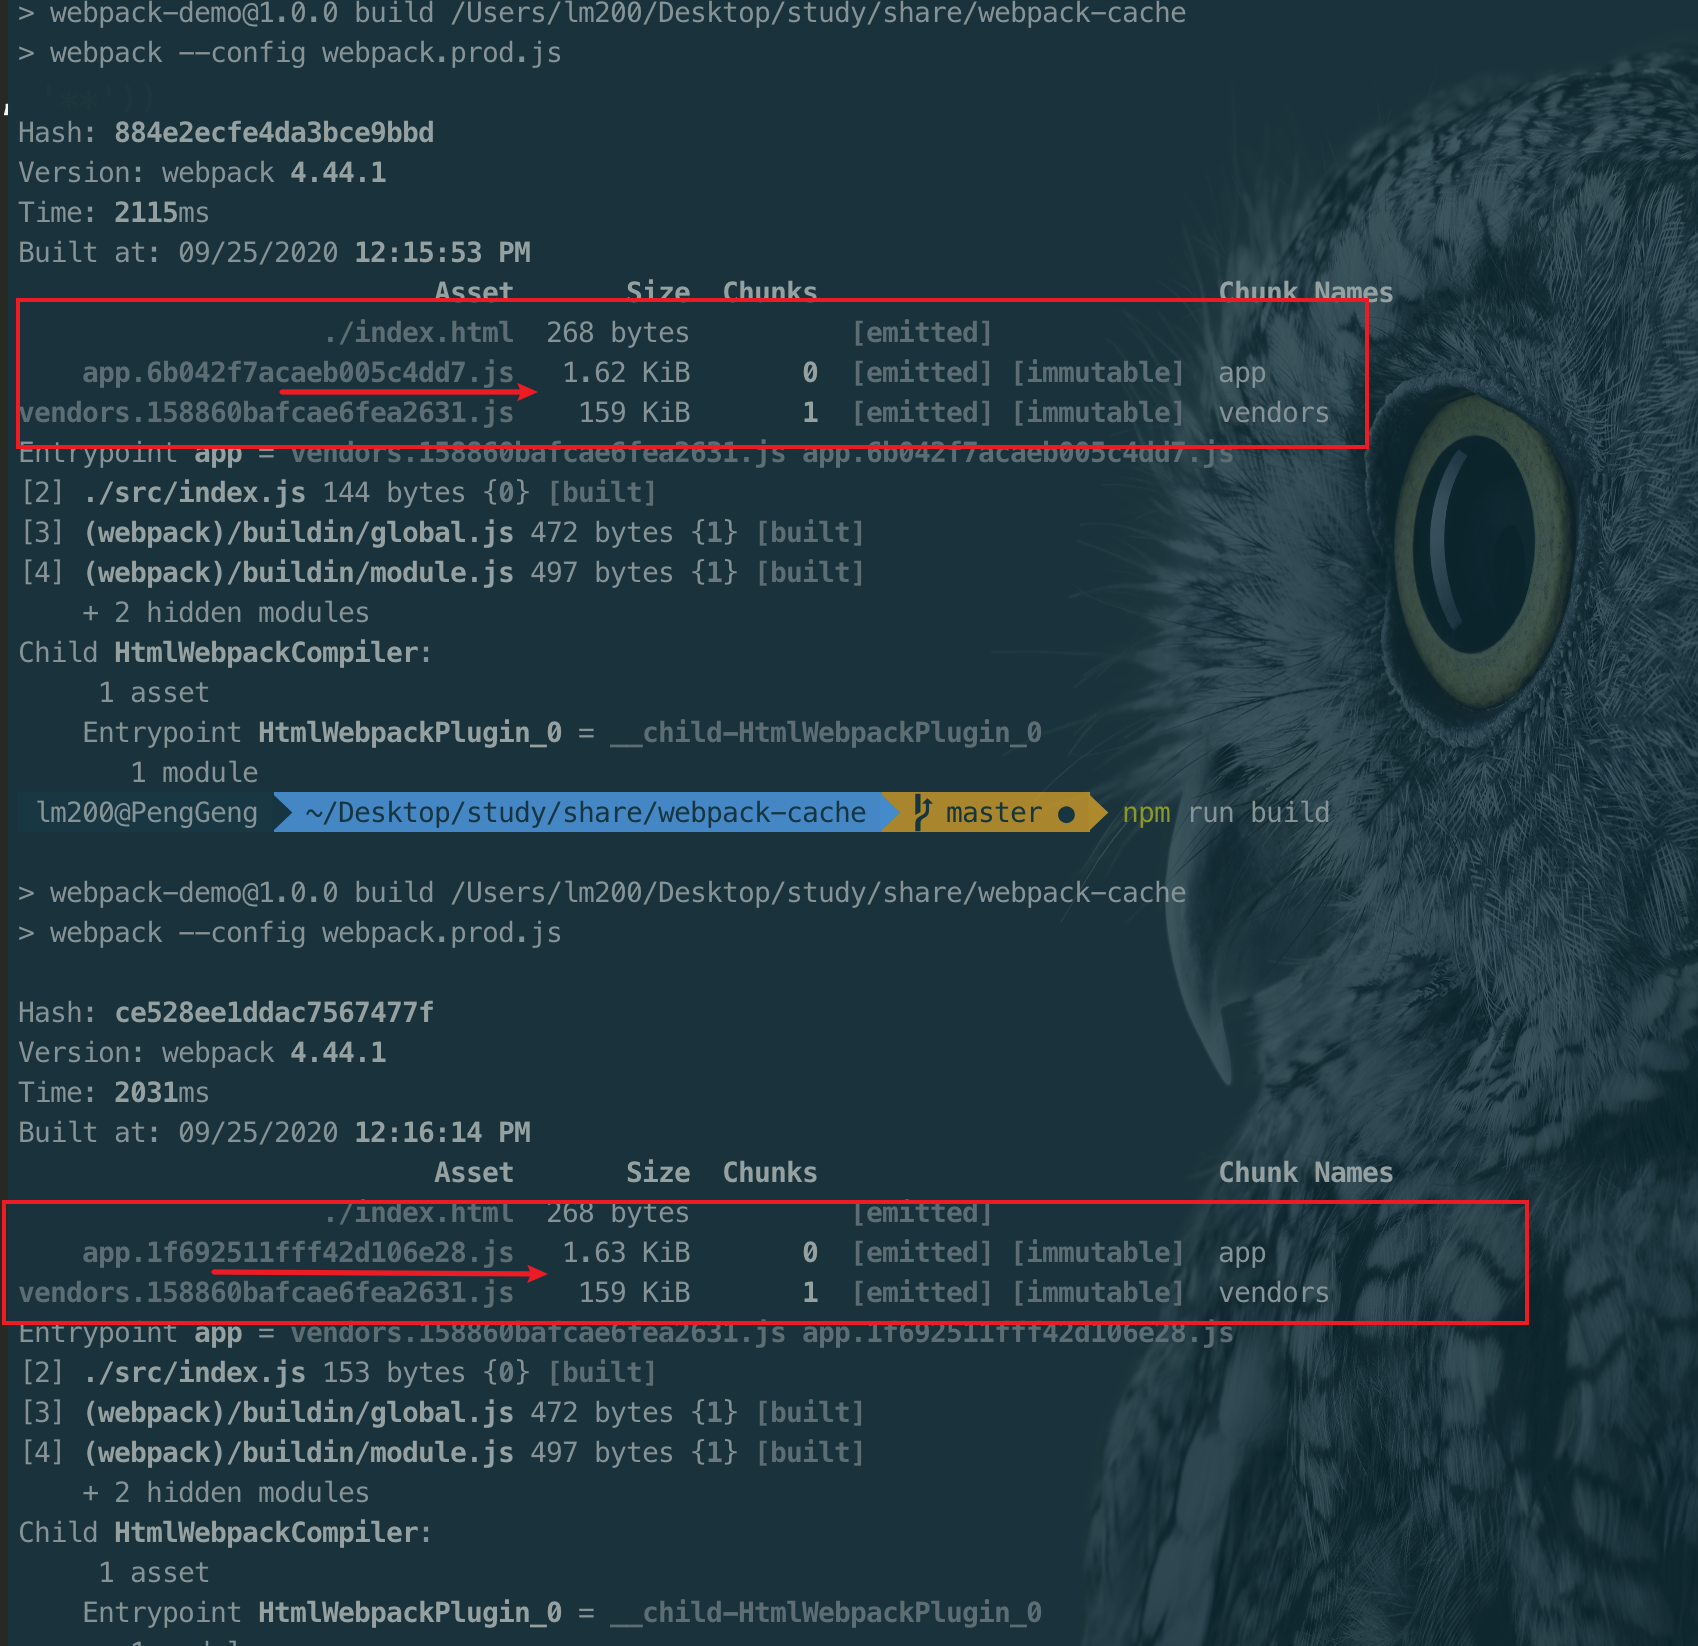 > webpack-demo@1.0.0 build /Users/lm200/Desktop/study/share/webpack-cache
> webpack --config webpack.prod.js
Hash: 884e2ecfe4da3bce9bbd
Version: webpack 4.44.1
Time: 2115ms
Built at: 09/25/2020 12:15:53 PM
Asset Size Chunks Chunk Names
./index.html 268 bytes [emitted]
app.6b042f7acaeb005c4dd7.js 1.62 KiB 0 [emitted] [immutable] app
vendors.158860bafcae6fea2631.js 159 KiB 1 [emitted] [immutable] vendors
Entrypoint app = vendors.158860bafcae6fea2631.js app.6b042f7acaeb005c4dd7.js
[2] ./src/index.js 144 bytes {0} [built]
[3] (webpack)/buildin/global.js 472 bytes {1} [built]
[4] (webpack)/buildin/module.js 497 bytes {1} [built]
+ 2 hidden modules
Child HtmlWebpackCompiler:
1 asset
Entrypoint HtmlWebpackPlugin_0 = __child-HtmlWebpackPlugin_0
1 module
lm200@PengGeng ~/Desktop/study/share/webpack-cache master ● npm run build
> webpack-demo@1.0.0 build /Users/lm200/Desktop/study/share/webpack-cache
> webpack --config webpack.prod.js
Hash: ce528ee1ddac7567477f
Version: webpack 4.44.1
Time: 2031ms
Built at: 09/25/2020 12:16:14 PM
Asset Size Chunks Chunk Names
./index.html 268 bytes [emitted]
app.1f692511fff42d106e28.js 1.63 KiB 0 [emitted] [immutable] app
vendors.158860bafcae6fea2631.js 159 KiB 1 [emitted] [immutable] vendors
Entrypoint app = vendors.158860bafcae6fea2631.js app.1f692511fff42d106e28.js
[2] ./src/index.js 153 bytes {0} [built]
[3] (webpack)/buildin/global.js 472 bytes {1} [built]
[4] (webpack)/buildin/module.js 497 bytes {1} [built]
+ 2 hidden modules
Child HtmlWebpackCompiler:
1 asset
Entrypoint HtmlWebpackPlugin_0 = __child-HtmlWebpackPlugin_0